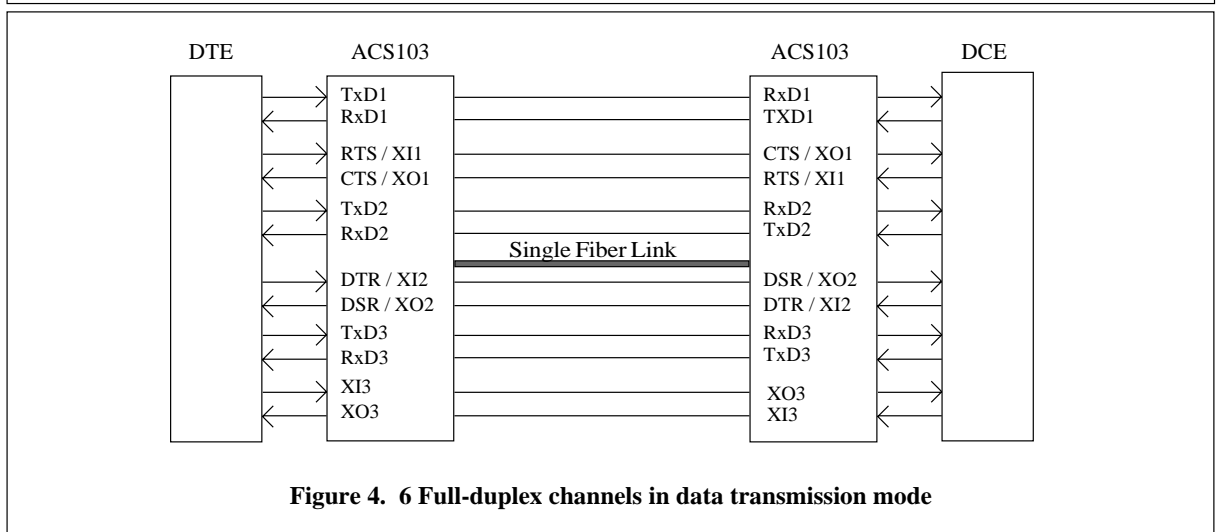 DTE ACS103 ACS103 DCE
TxD1 RxD1
RxD1 TXD1
RTS / XI1 CTS / XO1
CTS / XO1 RTS / XI1
TxD2 RxD2
RxD2 TxD2
Single Fiber Link
DTR / XI2 DSR / XO2
DSR / XO2 DTR / XI2
TxD3 RxD3
RxD3 TxD3
XI3 XO3
XO3 XI3
Figure 4. 6 Full-duplex channels in data transmission mode